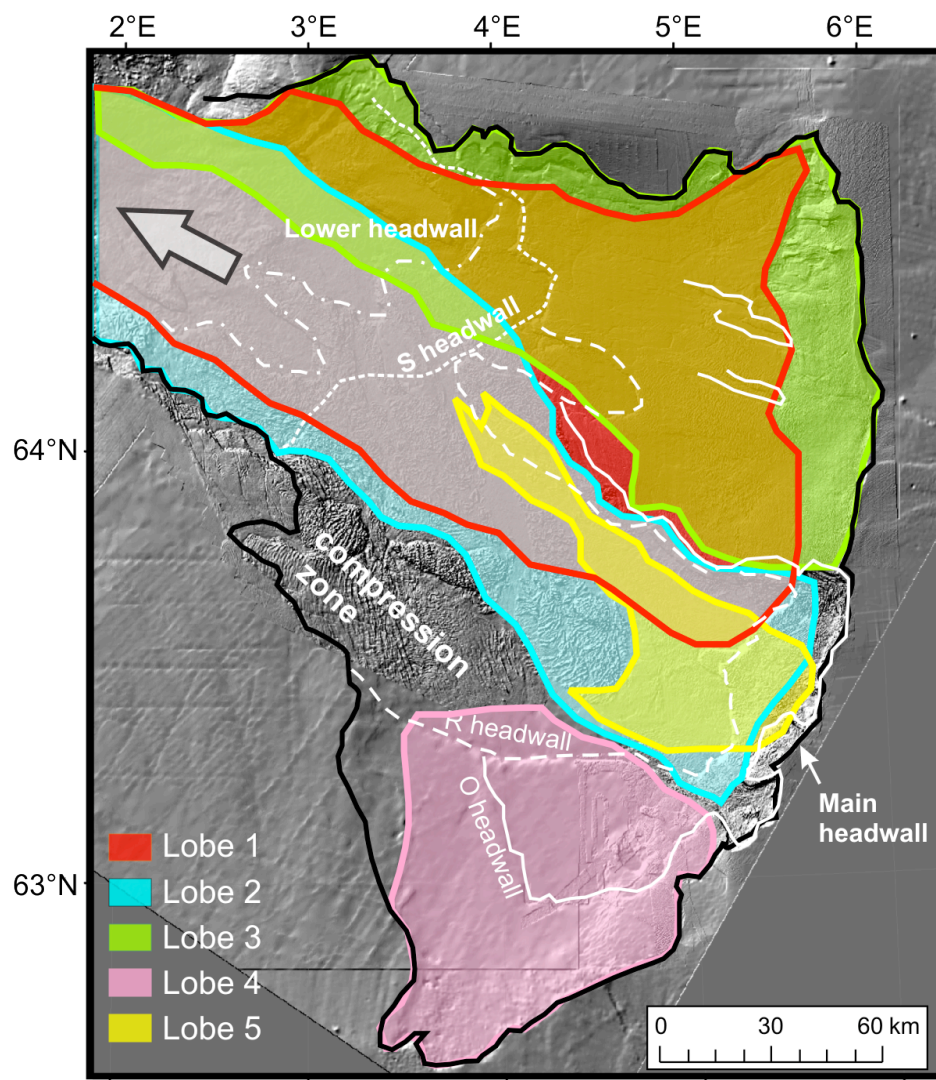 2°E 3°E 4°E 5°E 6°E
Lower headwall
S headwall
64°N
compression
zone
R headwall
O headwall
Main
headwall
63°N
Lobe 1
Lobe 2
Lobe 3
Lobe 4
Lobe 5
0 30 60 km